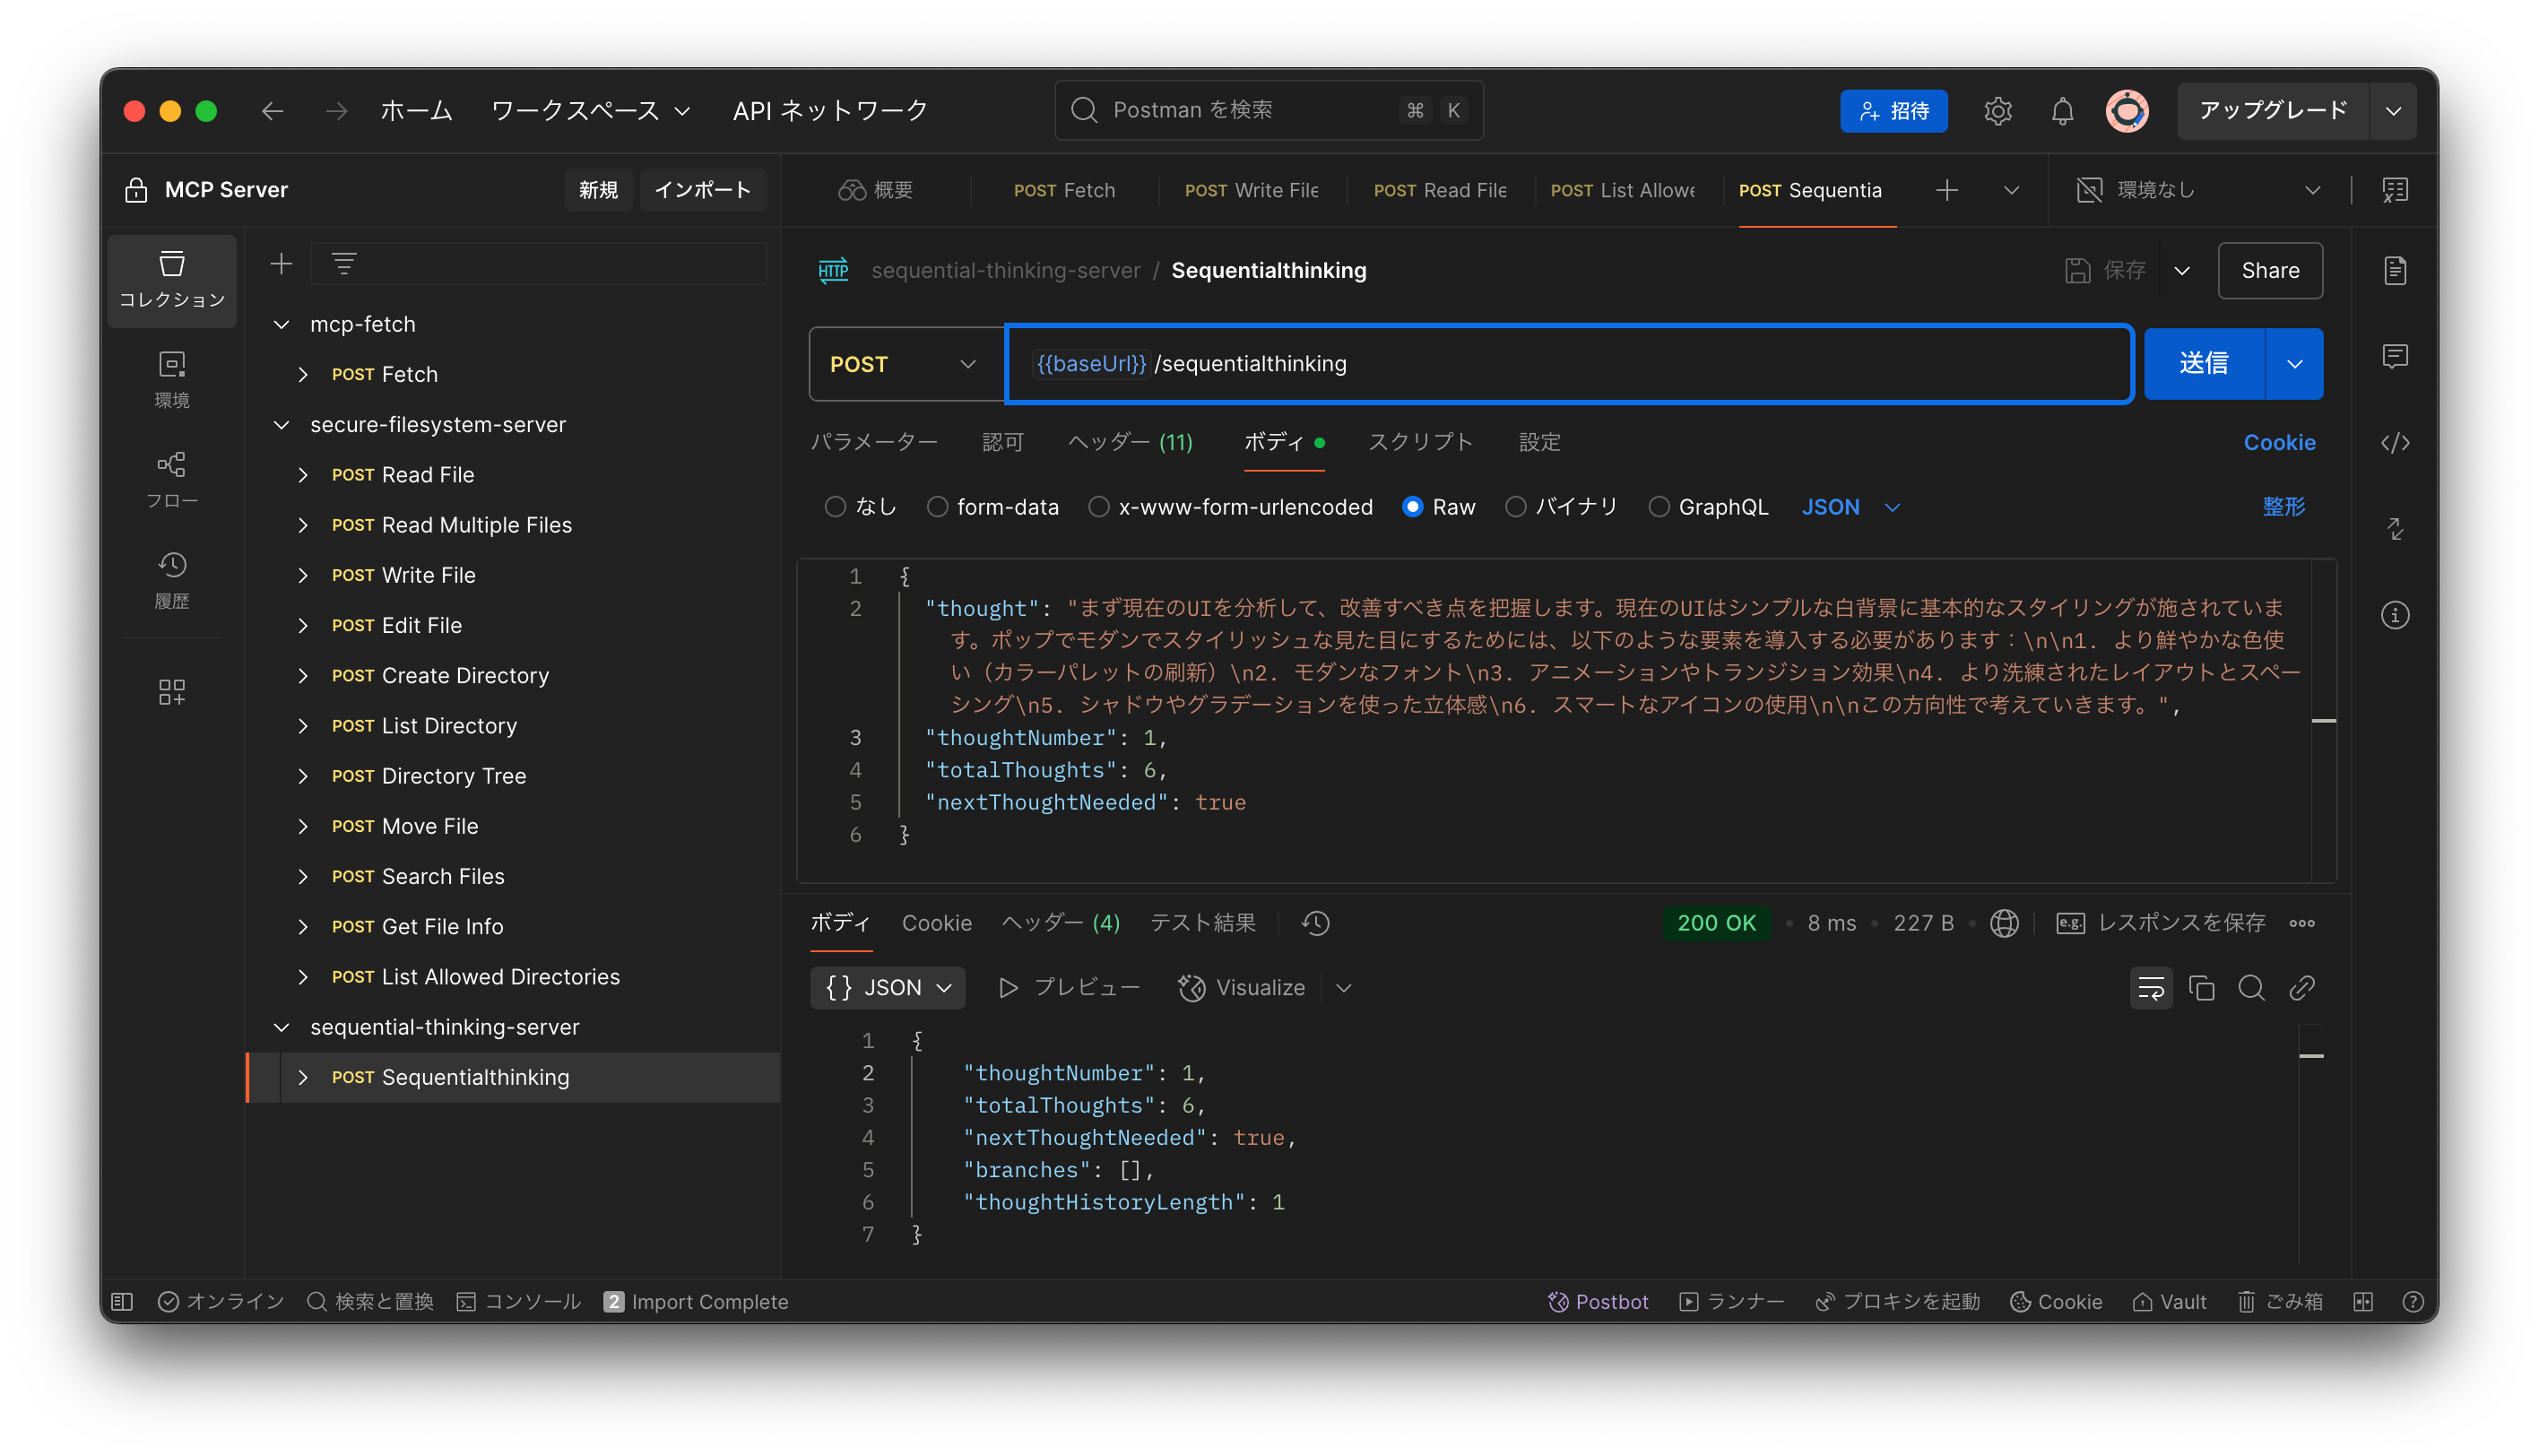 ホーム ワークスペース API ネットワーク Postman を検索 ⌘ K 招待 アップグレード
MCP Server 新規 インポート
概要 POST Fetch POST Write File POST Read File POST List Allowe POST Sequentia 環境なし
コレクション
環境
フロー
履歴
mcp-fetch
POST Fetch
secure-filesystem-server
POST Read File
POST Read Multiple Files
POST Write File
POST Edit File
POST Create Directory
POST List Directory
POST Directory Tree
POST Move File
POST Search Files
POST Get File Info
POST List Allowed Directories
sequential-thinking-server
POST Sequentialthinking
HTTP sequential-thinking-server / Sequentialthinking 保存 Share
POST {{baseUrl}}/sequentialthinking 送信
パラメーター 認可 ヘッダー (11) ボディ スクリプト 設定 Cookie
なし form-data x-www-form-urlencoded Raw バイナリ GraphQL JSON 整形
1 {
2 "thought": "まず現在のUIを分析して、改善すべき点を把握します。現在のUIはシンプルな白背景に基本的なスタイリングが施されていま
す。ポップでモダンでスタイリッシュな見た目にするためには、以下のような要素を導入する必要があります：\n\n1. より鮮やかな色使
い（カラーパレットの刷新）\n2. モダンなフォント\n3. アニメーションやトランジション効果\n4. より洗練されたレイアウトとスペー
シング\n5. シャドウやグラデーションを使った立体感\n6. スマートなアイコンの使用\n\nこの方向性で考えていきます。",
3 "thoughtNumber": 1,
4 "totalThoughts": 6,
5 "nextThoughtNeeded": true
6 }
ボディ Cookie ヘッダー (4) テスト結果 200 OK 8 ms 227 B e.g. レスポンスを保存
{} JSON プレビュー Visualize
1 {
2 "thoughtNumber": 1,
3 "totalThoughts": 6,
4 "nextThoughtNeeded": true,
5 "branches": [],
6 "thoughtHistoryLength": 1
7 }
オンライン 検索と置換 コンソール 2 Import Complete Postbot ランナー プロキシを起動 Cookie Vault ごみ箱